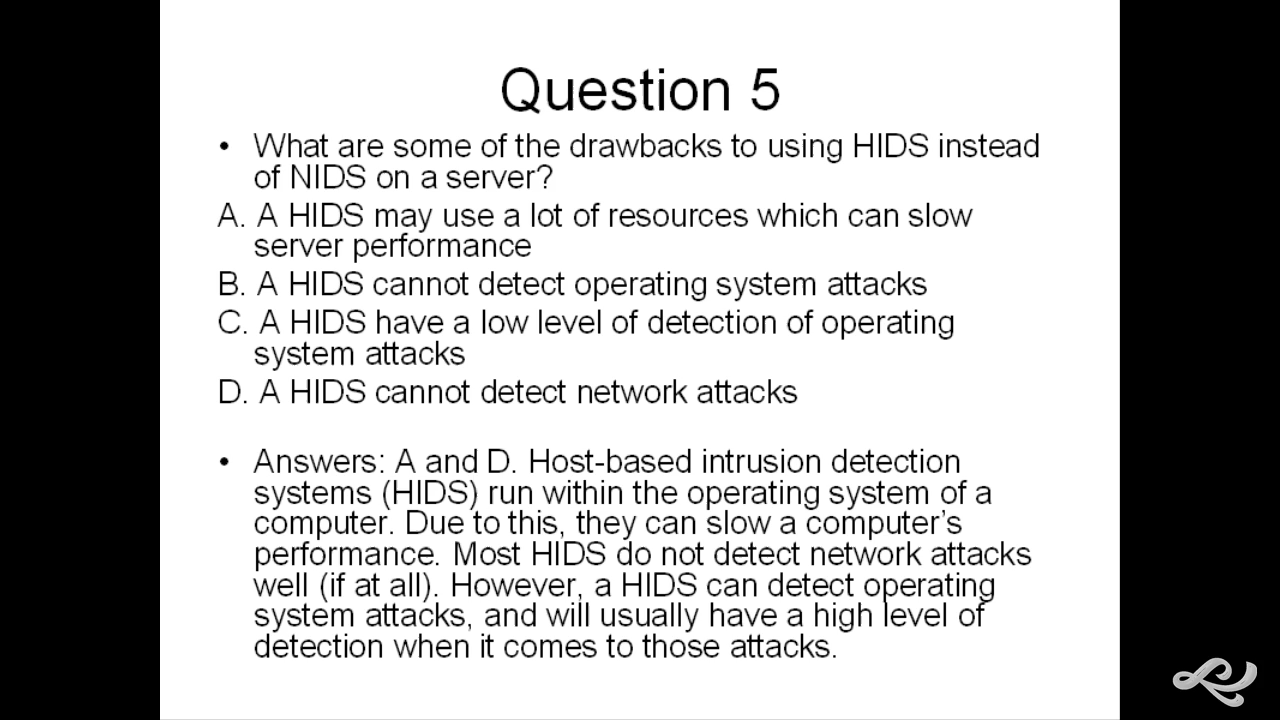 Question 5
• What are some of the drawbacks to using HIDS instead
of NIDS on a server?
A. A HIDS may use a lot of resources which can slow
server performance
B. A HIDS cannot detect operating system attacks
C. A HIDS have a low level of detection of operating
system attacks
D. A HIDS cannot detect network attacks
• Answers: A and D. Host-based intrusion detection
systems (HIDS) run within the operating system of a
computer. Due to this, they can slow a computer’s
performance. Most HIDS do not detect network attacks
well (if at all). However, a HIDS can detect operating
system attacks, and will usually have a high level of
detection when it comes to those attacks.